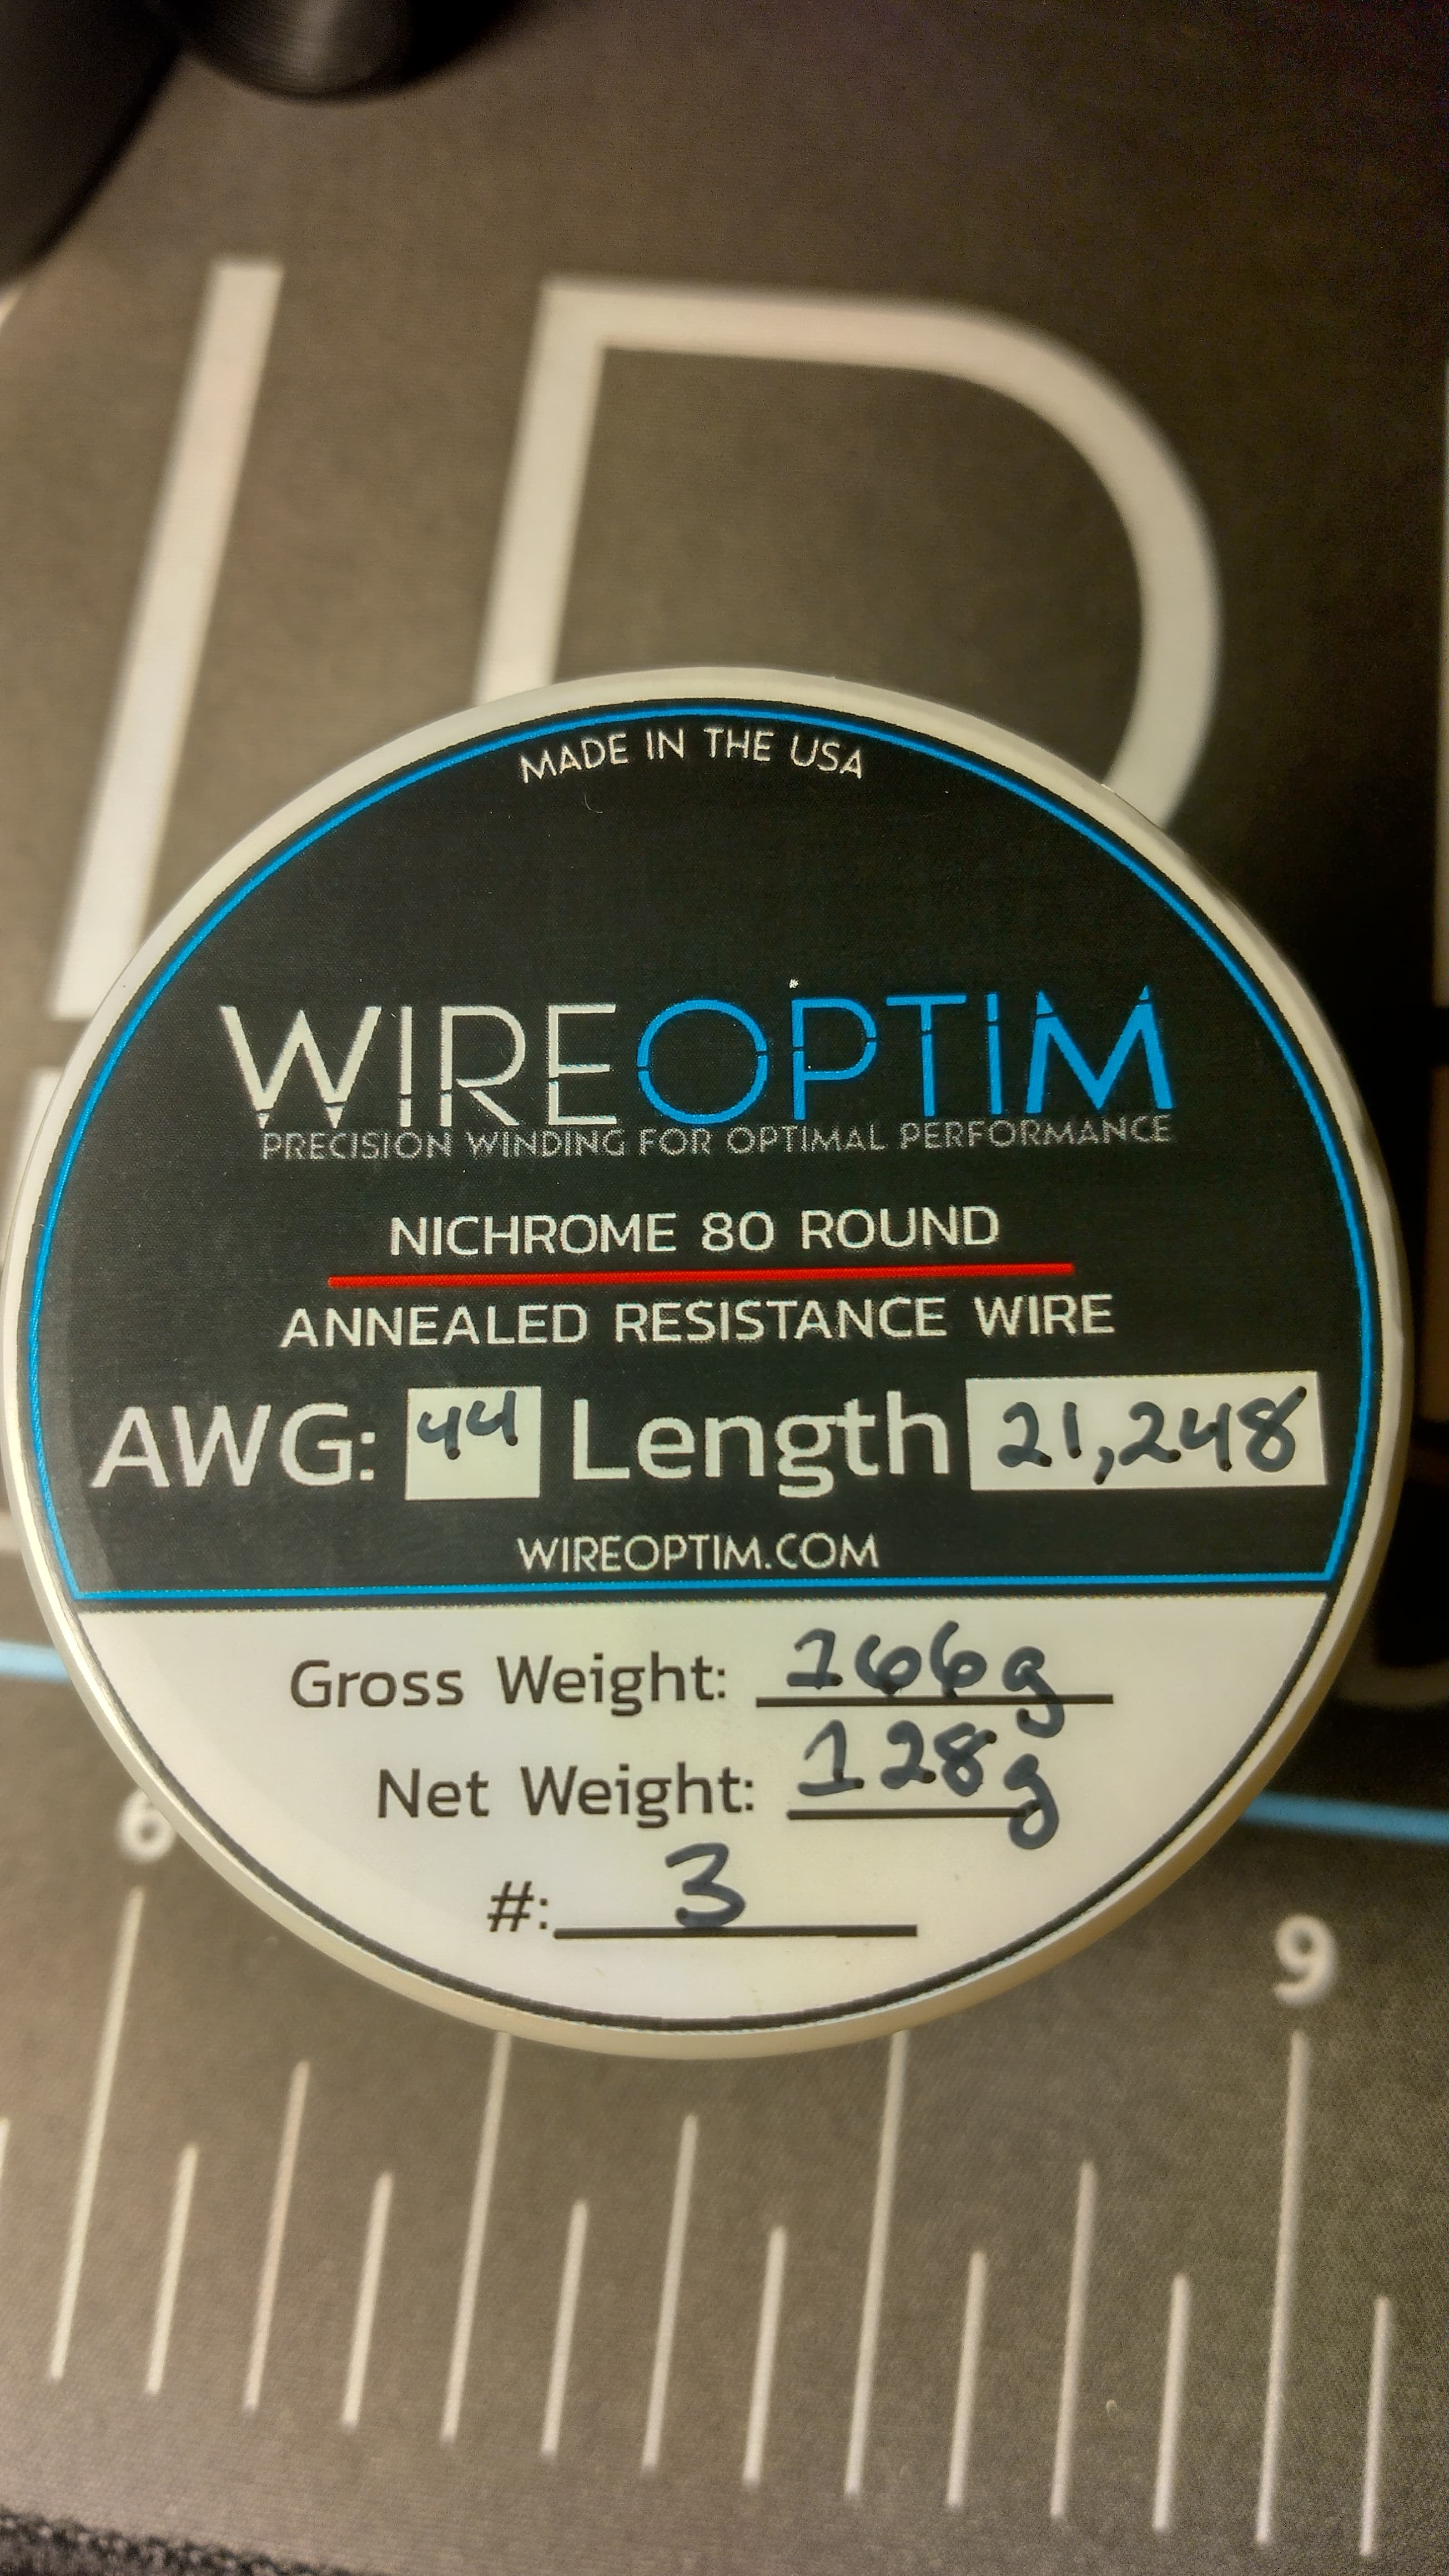 MADE IN THE USA
WIREOPTIM
PRECISION WINDING FOR OPTIMAL PERFORMANCE
NICHROME 80 ROUND
ANNEALED RESISTANCE WIRE
AWG: 44 Length 21,248
WIREOPTIM.COM
Gross Weight: 166g
Net Weight: 128g
#: 3
6
9